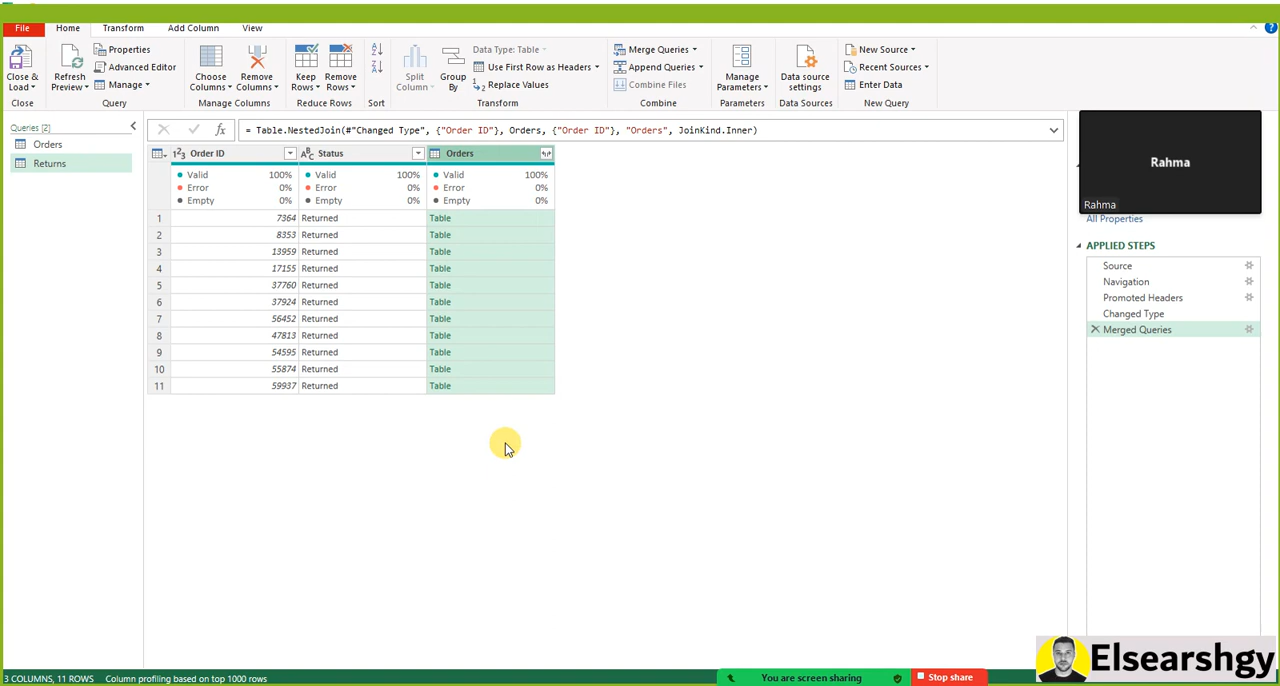 File Home Transform Add Column View
Close & Load
Refresh Preview
Properties
Advanced Editor
Manage
Choose Columns
Remove Columns
Keep Rows
Remove Rows
Split Column
Group By
Data Type: Table
Use First Row as Headers
Replace Values
Merge Queries
Append Queries
Combine Files
Manage Parameters
Data source settings
New Source
Recent Sources
Enter Data
Close Query Manage Columns Reduce Rows Sort Transform Combine Parameters Data Sources New Query
Queries [2]
Orders
Returns
fx = Table.NestedJoin(#"Changed Type", {"Order ID"}, Orders, {"Order ID"}, "Orders", JoinKind.Inner)
1 2 3 Order ID A B C Status Orders
Valid 100% Valid 100% Valid 100%
Error 0% Error 0% Error 0%
Empty 0% Empty 0% Empty 0%
1 7364 Returned Table
2 8353 Returned Table
3 13959 Returned Table
4 17155 Returned Table
5 37760 Returned Table
6 37924 Returned Table
7 56452 Returned Table
8 47813 Returned Table
9 54595 Returned Table
10 55874 Returned Table
11 59937 Returned Table
Rahma
Rahma
All Properties
APPLIED STEPS
Source
Navigation
Promoted Headers
Changed Type
Merged Queries
3 COLUMNS, 11 ROWS Column profiling based on top 1000 rows
You are screen sharing Stop share
Elsearshgy